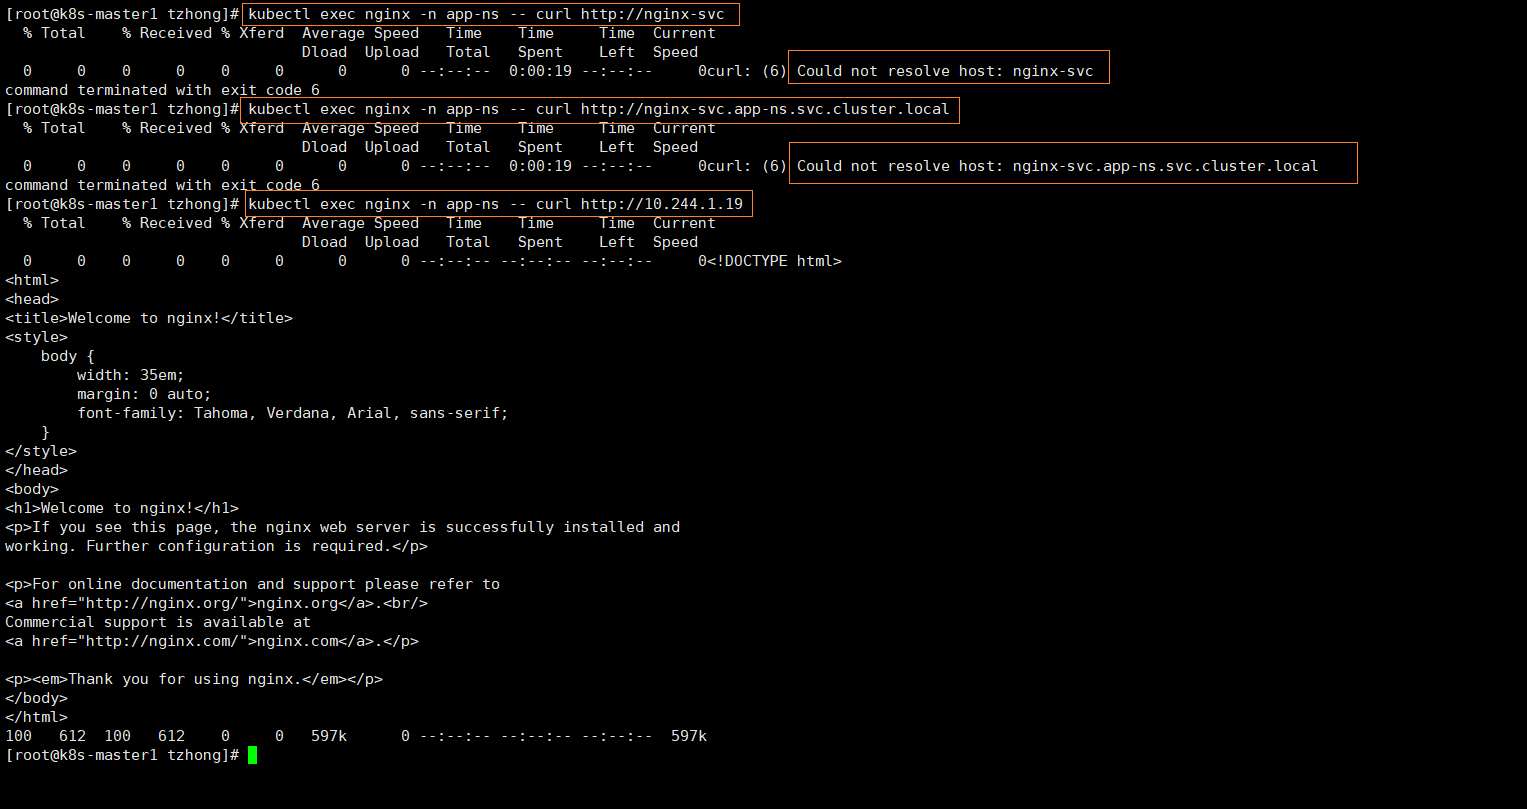 [root@k8s-master1 tzhong]# kubectl exec nginx -n app-ns -- curl http://nginx-svc
  % Total    % Received % Xferd  Average Speed   Time    Time     Time  Current
                                 Dload  Upload   Total   Spent    Left  Speed
  0     0    0     0    0     0      0      0 --:--:--  0:00:19 --:--:--     0curl: (6) Could not resolve host: nginx-svc
command terminated with exit code 6
[root@k8s-master1 tzhong]# kubectl exec nginx -n app-ns -- curl http://nginx-svc.app-ns.svc.cluster.local
  % Total    % Received % Xferd  Average Speed   Time    Time     Time  Current
                                 Dload  Upload   Total   Spent    Left  Speed
  0     0    0     0    0     0      0      0 --:--:--  0:00:19 --:--:--     0curl: (6) Could not resolve host: nginx-svc.app-ns.svc.cluster.local
command terminated with exit code 6
[root@k8s-master1 tzhong]# kubectl exec nginx -n app-ns -- curl http://10.244.1.19
  % Total    % Received % Xferd  Average Speed   Time    Time     Time  Current
                                 Dload  Upload   Total   Spent    Left  Speed
  0     0    0     0    0     0      0      0 --:--:-- --:--:-- --:--:--     0<!DOCTYPE html>
<html>
<head>
<title>Welcome to nginx!</title>
<style>
    body {
        width: 35em;
        margin: 0 auto;
        font-family: Tahoma, Verdana, Arial, sans-serif;
    }
</style>
</head>
<body>
<h1>Welcome to nginx!</h1>
<p>If you see this page, the nginx web server is successfully installed and
working. Further configuration is required.</p>

<p>For online documentation and support please refer to
<a href="http://nginx.org/">nginx.org</a>.<br/>
Commercial support is available at
<a href="http://nginx.com/">nginx.com</a>.</p>

<p><em>Thank you for using nginx.</em></p>
</body>
</html>
100   612  100   612    0     0   597k      0 --:--:-- --:--:-- --:--:--  597k
[root@k8s-master1 tzhong]#